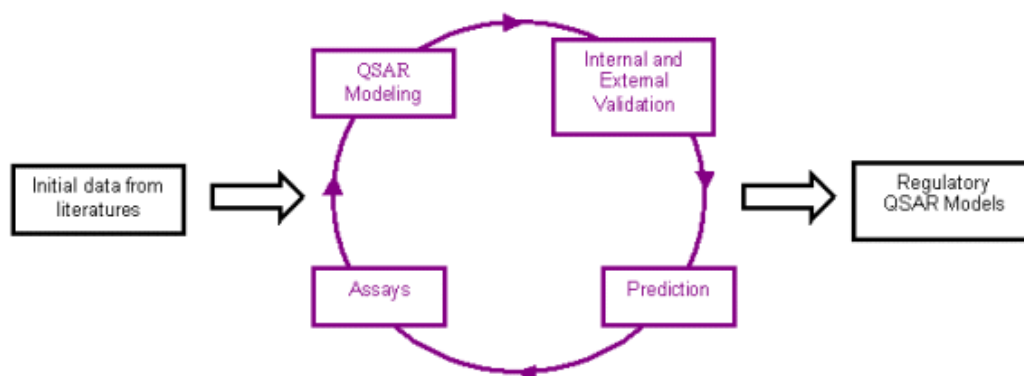 QSAR
Modeling
Internal and
External
Validation
Initial data from
literatures
Regulatory
QSAR Models
Assays
Prediction